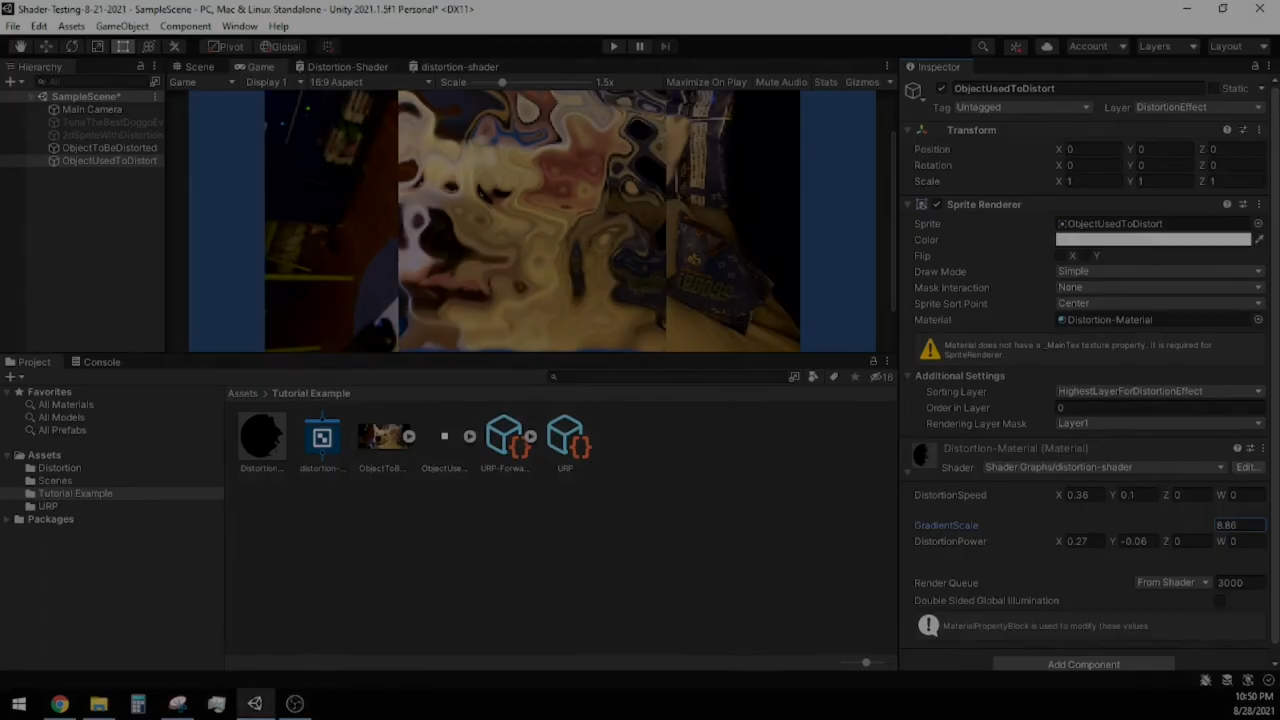 Shader-Testing-8-21-2021 - SampleScene - PC, Mac & Linux Standalone - Unity 2021.1.5f1 Personal* <DX11>
File Edit Assets GameObject Component Window Help
Pivot Global Account Layers Layout
Hierarchy
All
SampleScene*
Main Camera
TunaTheBestDoggoEv
2dSpriteWithDistortion
ObjectToBeDistorted
ObjectUsedToDistort
Scene Game Distortion-Shader distortion-shader
Game Display 1 16:9 Aspect Scale 1.5x Maximize On Play Mute Audio Stats Gizmos
Project Console
16
Favorites
All Materials
All Models
All Prefabs
Assets
Distortion
Scenes
Tutorial Example
URP
Packages
Assets > Tutorial Example
Distortion... distortion-... ObjectToB... ObjectUse... URP-Forwa... URP
Inspector
ObjectUsedToDistort Static
Tag Untagged Layer DistortionEffect
Transform
Position X 0 Y 0 Z 0
Rotation X 0 Y 0 Z 0
Scale X 1 Y 1 Z 1
Sprite Renderer
Sprite ObjectUsedToDistort
Color
Flip X Y
Draw Mode Simple
Mask Interaction None
Sprite Sort Point Center
Material Distortion-Material
Material does not have a _MainTex texture property. It is required for
SpriteRenderer.
Additional Settings
Sorting Layer HighestLayerForDistortionEffect
Order in Layer 0
Rendering Layer Mask Layer1
Distortion-Material (Material)
Shader Shader Graphs/distortion-shader Edit...
DistortionSpeed X 0.36 Y 0.1 Z 0 W 0
GradientScale 8.86
DistortionPower X 0.27 Y -0.06 Z 0 W 0
Render Queue From Shader 3000
Double Sided Global Illumination
MaterialPropertyBlock is used to modify these values
Add Component
10:50 PM
8/28/2021